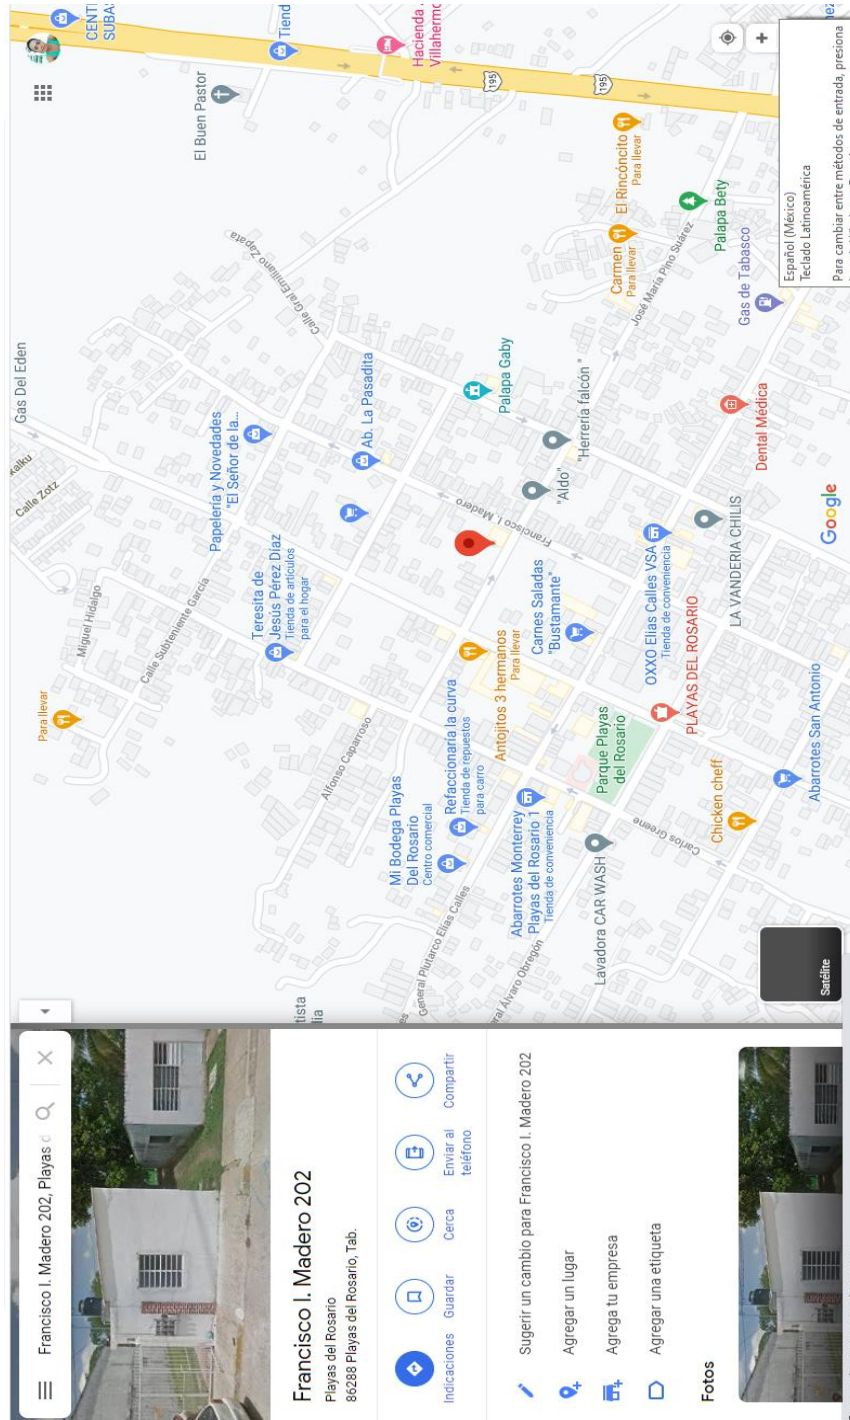 Francisco I. Madero 202, Playas d
Francisco I. Madero 202
Playas del Rosario
86288 Playas del Rosario, Tab.
Indicaciones
Guardar
Cerca
Enviar al
teléfono
Compartir
Sugerir un cambio para Francisco I. Madero 202
Agregar un lugar
Agrega tu empresa
Agregar una etiqueta
Fotos
Para llevar
Miguel Hidalgo
Calle Zotz
Gas Del Eden
Calle Subteniente García
Papelería y Novedades
"El Señor de la...
Teresita de
Jesús Pérez Díaz
Tienda de artículos
para el hogar
Calle Gral Emiliano Zapata
El Buen Pastor
CENT
SUBA
Tiend
Hacienda
Villahermo
195
195
Alfonso Caparroso
Ab. La Pasadita
Mi Bodega Playas
Del Rosario
Centro comercial
Refaccionaria la curva
Tienda de repuestos
para carro
Antojitos 3 hermanos
Para llevar
Francisco I. Madero
Palapa Gaby
"Aldo"
"Herrería falcón "
General Plutarco Elías Calles
Abarrotes Monterrey
Playas del Rosario 1
Tienda de conveniencia
Carnes Saladas
"Bustamante"
Carmen
Para llevar
El Rincóncito
Para llevar
José María Pino Suárez
Palapa Bety
Gas de Tabasco
ral Álvaro Obregón
Lavadora CAR WASH
Parque Playas
del Rosario
Carlos Greene
OXXO Elias Calles VSA
Tienda de conveniencia
PLAYAS DEL ROSARIO
LA VANDERIA CHILIS
Dental Médica
Chicken cheff
Abarrotes San Antonio
tista
dia
Satélite
Google
Español (México)
Teclado Latinoamérica
Para cambiar entre métodos de entrada, presiona